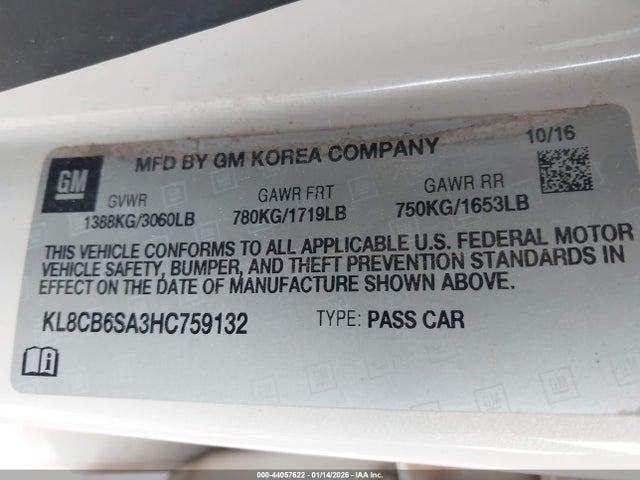 GM
MFD BY GM KOREA COMPANY
10/16
GVWR
1388KG/3060LB
GAWR FRT
780KG/1719LB
GAWR RR
750KG/1653LB
THIS VEHICLE CONFORMS TO ALL APPLICABLE U.S. FEDERAL MOTOR
VEHICLE SAFETY, BUMPER, AND THEFT PREVENTION STANDARDS IN
EFFECT ON THE DATE OF MANUFACTURE SHOWN ABOVE.
KL8CB6SA3HC759132
TYPE: PASS CAR
000-44057622 - 01/14/2026 - IAA Inc.